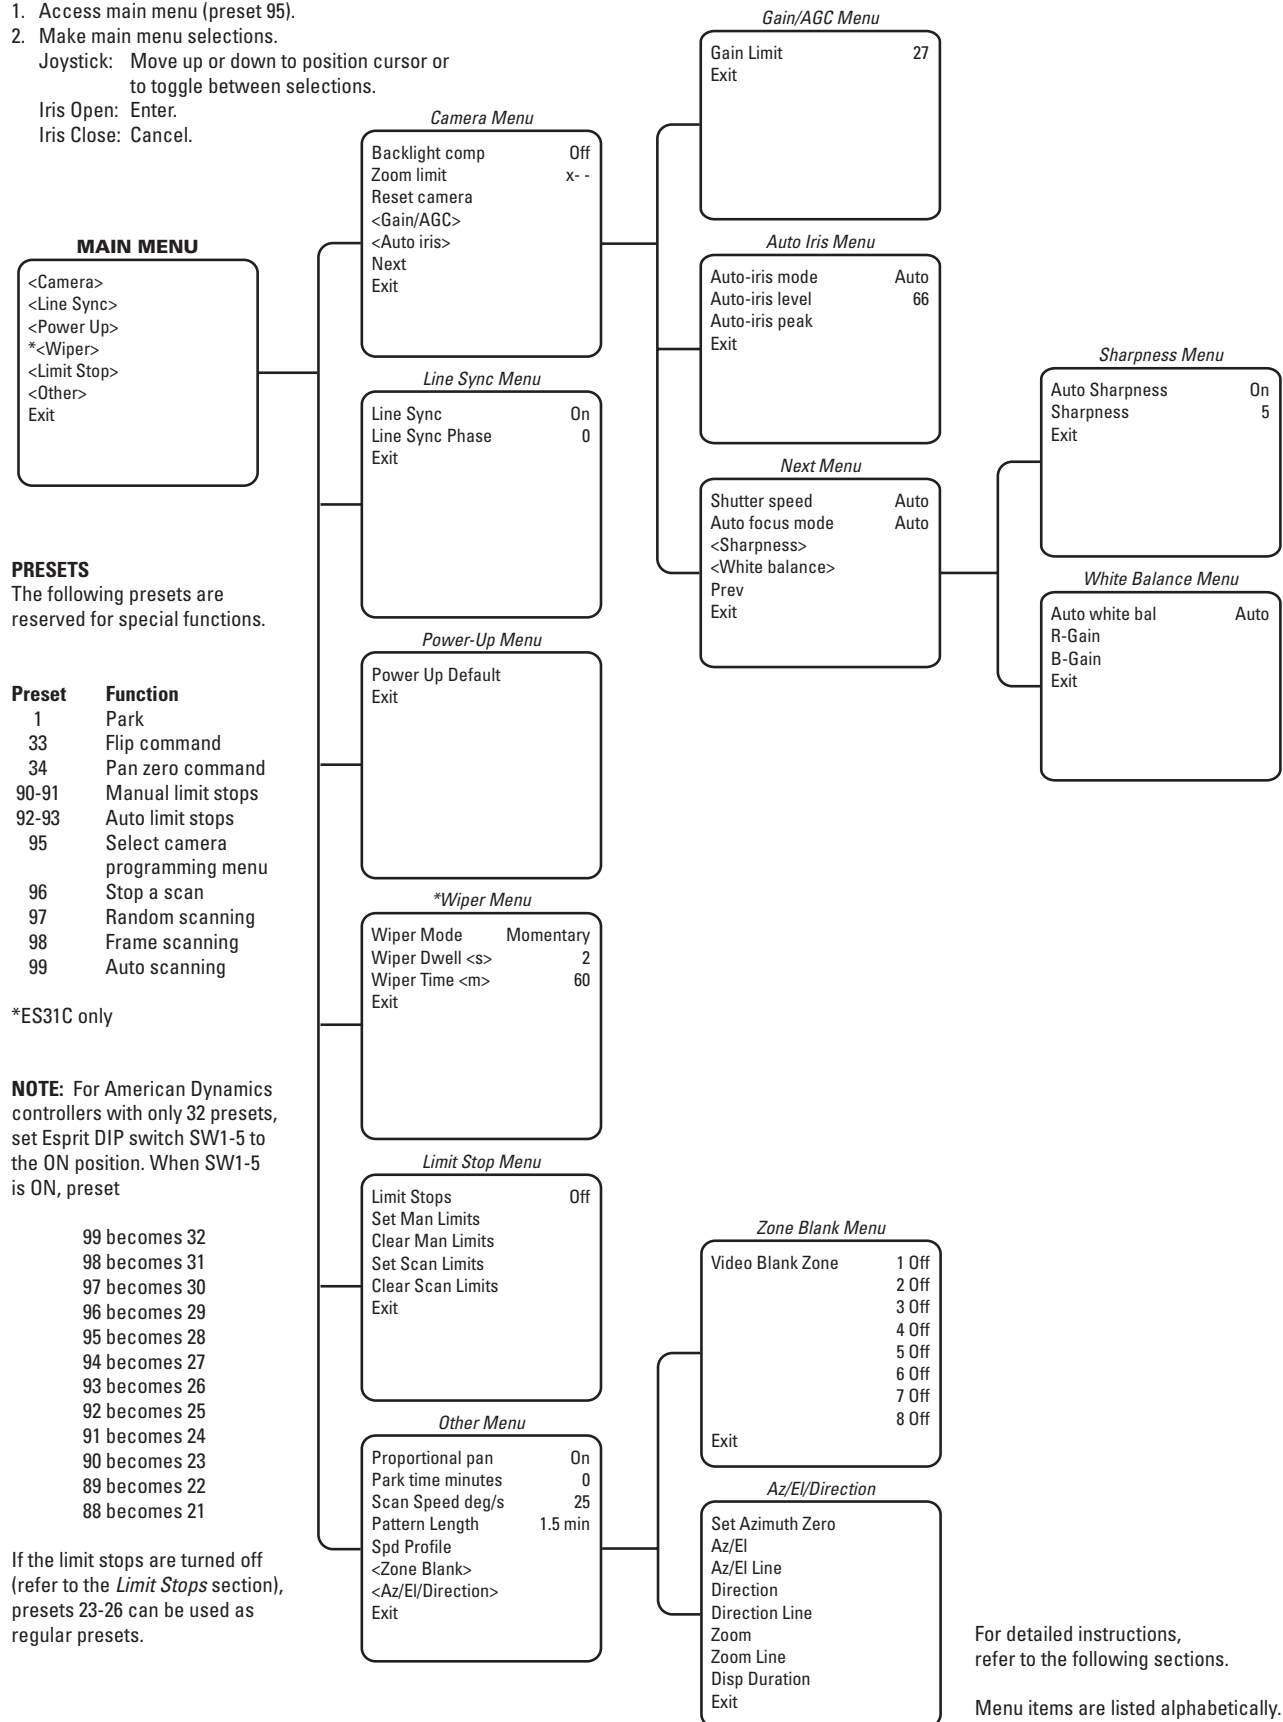 1. Access main menu (preset 95).
2. Make main menu selections.
Joystick: Move up or down to position cursor or
to toggle between selections.
Iris Open: Enter.
Iris Close: Cancel.
MAIN MENU
<Camera>
<Line Sync>
<Power Up>
*<Wiper>
<Limit Stop>
<Other>
Exit
PRESETS
The following presets are
reserved for special functions.
Preset Function
1 Park
33 Flip command
34 Pan zero command
90-91 Manual limit stops
92-93 Auto limit stops
95 Select camera
programming menu
96 Stop a scan
97 Random scanning
98 Frame scanning
99 Auto scanning
*ES31C only
NOTE: For American Dynamics
controllers with only 32 presets,
set Esprit DIP switch SW1-5 to
the ON position. When SW1-5
is ON, preset
99 becomes 32
98 becomes 31
97 becomes 30
96 becomes 29
95 becomes 28
94 becomes 27
93 becomes 26
92 becomes 25
91 becomes 24
90 becomes 23
89 becomes 22
88 becomes 21
If the limit stops are turned off
(refer to the Limit Stops section),
presets 23-26 can be used as
regular presets.
Camera Menu
Backlight comp Off
Zoom limit x- -
Reset camera
<Gain/AGC>
<Auto iris>
Next
Exit
Line Sync Menu
Line Sync On
Line Sync Phase 0
Exit
Power-Up Menu
Power Up Default
Exit
*Wiper Menu
Wiper Mode Momentary
Wiper Dwell <s> 2
Wiper Time <m> 60
Exit
Limit Stop Menu
Limit Stops Off
Set Man Limits
Clear Man Limits
Set Scan Limits
Clear Scan Limits
Exit
Other Menu
Proportional pan On
Park time minutes 0
Scan Speed deg/s 25
Pattern Length 1.5 min
Spd Profile
<Zone Blank>
<Az/El/Direction>
Exit
Gain/AGC Menu
Gain Limit 27
Exit
Auto Iris Menu
Auto-iris mode Auto
Auto-iris level 66
Auto-iris peak
Exit
Next Menu
Shutter speed Auto
Auto focus mode Auto
<Sharpness>
<White balance>
Prev
Exit
Sharpness Menu
Auto Sharpness On
Sharpness 5
Exit
White Balance Menu
Auto white bal Auto
R-Gain
B-Gain
Exit
Zone Blank Menu
Video Blank Zone 1 Off
2 Off
3 Off
4 Off
5 Off
6 Off
7 Off
8 Off
Exit
Az/El/Direction
Set Azimuth Zero
Az/El
Az/El Line
Direction
Direction Line
Zoom
Zoom Line
Disp Duration
Exit
For detailed instructions,
refer to the following sections.
Menu items are listed alphabetically.